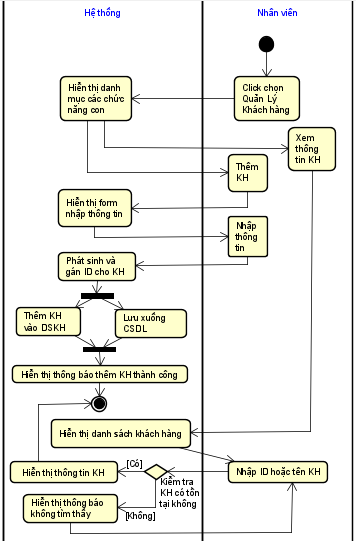 Hệ thống
Nhân viên
Hiển thị danh
mục các chức
năng con
Click chọn
Quản Lý
Khách hàng
Xem
thông
tin KH
Thêm
KH
Hiển thị form
nhập thông tin
Nhập
thông
tin
Phát sinh và
gán ID cho KH
Thêm KH
vào DSKH
Lưu xuống
CSDL
Hiển thị thông báo thêm KH thành công
Hiển thị danh sách khách hàng
[Có]
Hiển thị thông tin KH
Kiểm tra
KH có tồn
tại không
Nhập ID hoặc tên KH
Hiển thị thông báo
không tìm thấy
[Không]